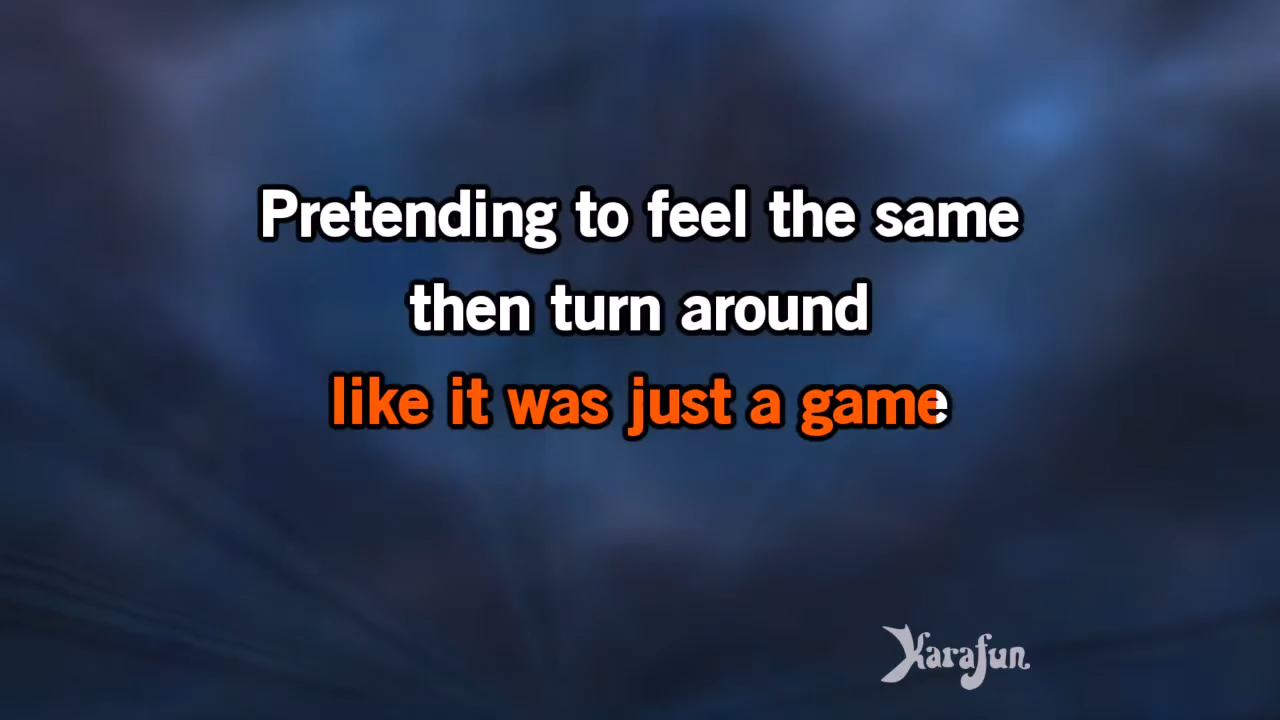 Pretending to feel the same
then turn around
like it was just a game
Karafun